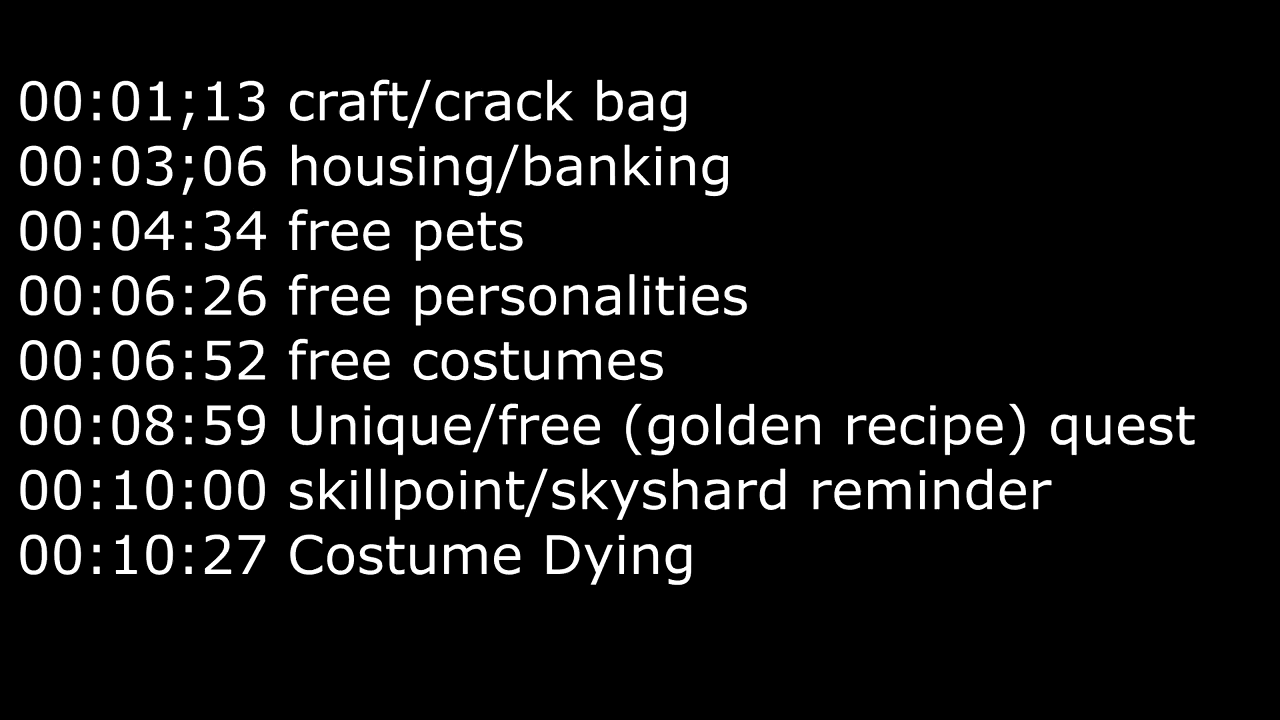 00:01;13 craft/crack bag
00:03;06 housing/banking
00:04:34 free pets
00:06:26 free personalities
00:06:52 free costumes
00:08:59 Unique/free (golden recipe) quest
00:10:00 skillpoint/skyshard reminder
00:10:27 Costume Dying